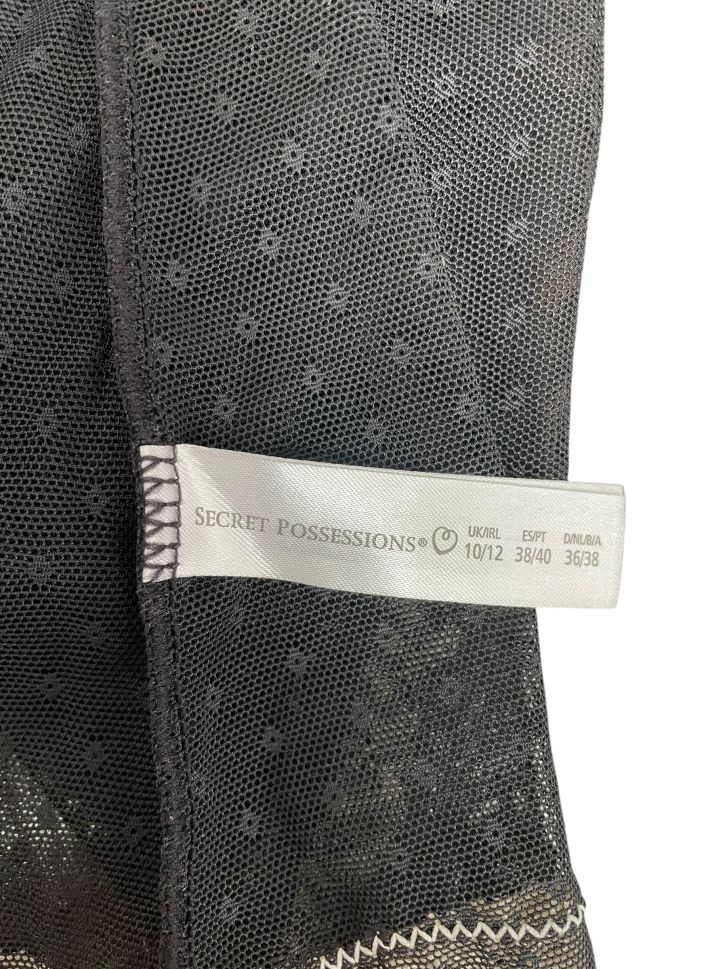 SECRET POSSESSIONS®
UK/IRL ES/PT D/NL/B/A
10/12 38/40 36/38